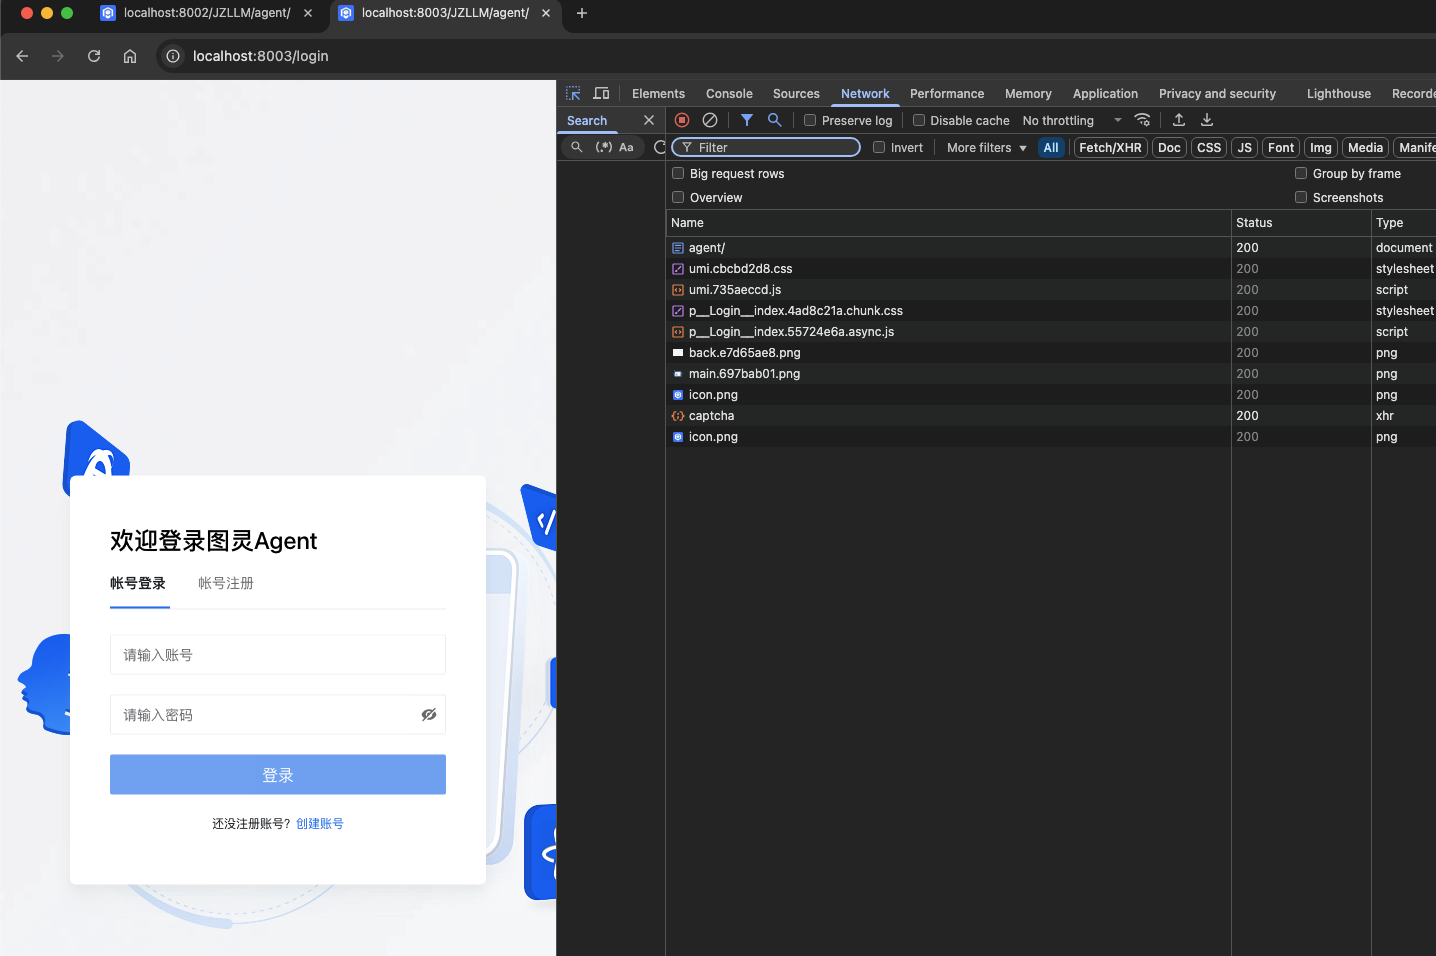 localhost:8002/JZLLM/agent/
localhost:8003/JZLLM/agent/
localhost:8003/login
Elements Console Sources Network Performance Memory Application Privacy and security Lighthouse Recorde
Search
Preserve log Disable cache No throttling
(.*) Aa
Filter Invert More filters All Fetch/XHR Doc CSS JS Font Img Media Manife
Big request rows Group by frame
Overview Screenshots
Name Status Type
agent/ 200 document
umi.cbcbd2d8.css 200 stylesheet
umi.735aeccd.js 200 script
p__Login__index.4ad8c21a.chunk.css 200 stylesheet
p__Login__index.55724e6a.async.js 200 script
back.e7d65ae8.png 200 png
main.697bab01.png 200 png
icon.png 200 png
captcha 200 xhr
icon.png 200 png
欢迎登录图灵Agent
帐号登录 帐号注册
请输入账号
请输入密码
登录
还没注册账号? 创建账号